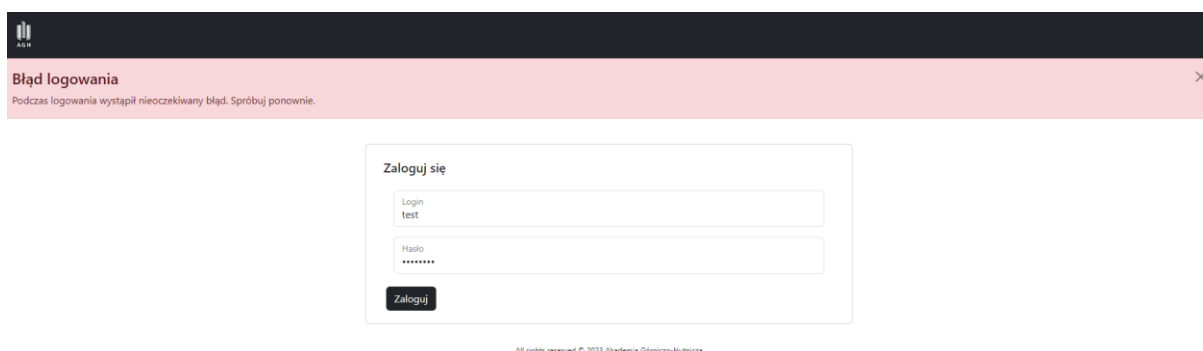 AGH
Błąd logowania
Podczas logowania wystąpił nieoczekiwany błąd. Spróbuj ponownie.
Zaloguj się
Login
test
Hasło
••••••••
Zaloguj
All rights reserved © 2023 Akademia Górniczo-Hutnicza